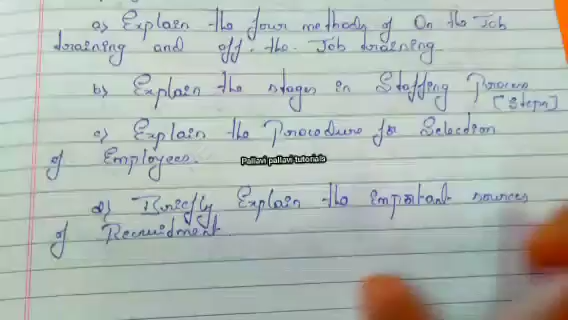 a) Explain the four methods of On the Job
training and off. the. Job training
b) Explain the stages in Staffing Process
[Steps]
c) Explain the Procedure for Selection
of Employees.
Pallavi pallavi tutorials
d) Briefly Explain the Important sources
of Recruidment